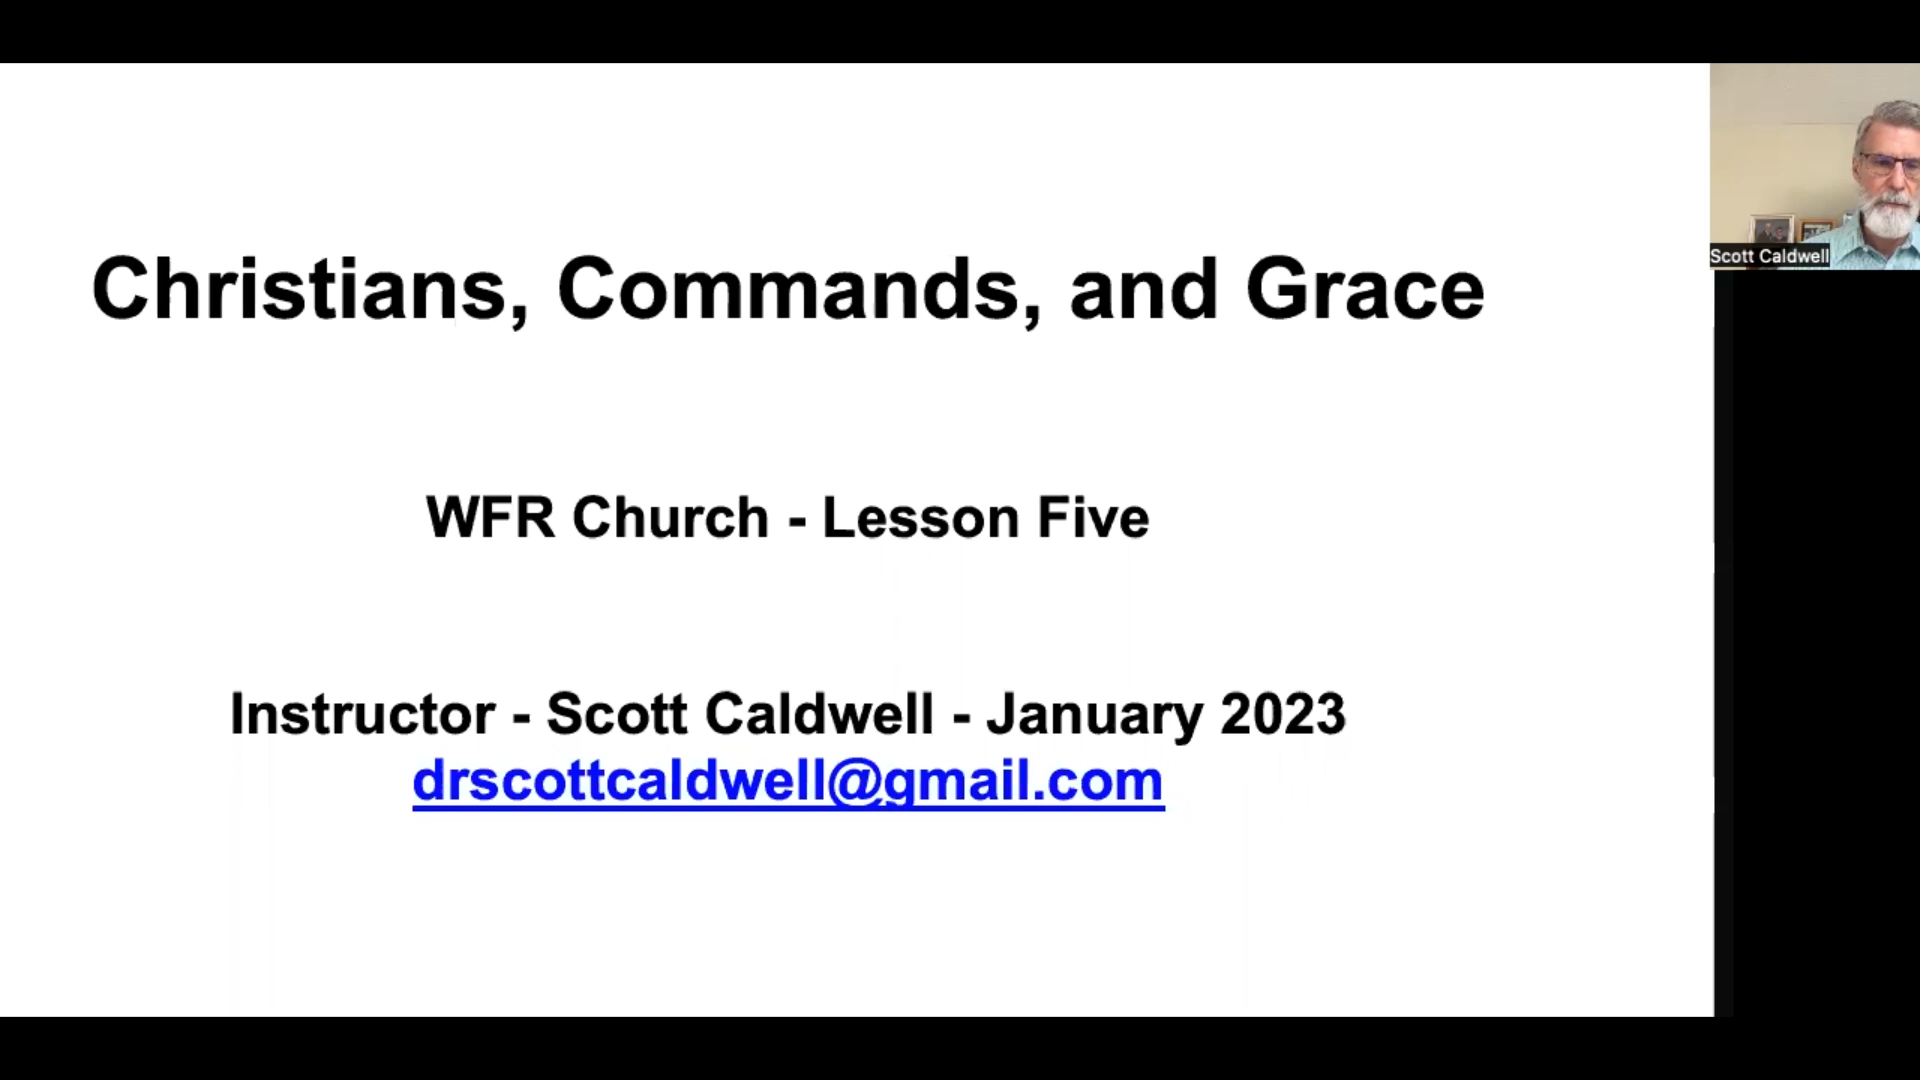 Christians, Commands, and Grace
WFR Church - Lesson Five
Instructor - Scott Caldwell - January 2023
drscottcaldwell@gmail.com
Scott Caldwell